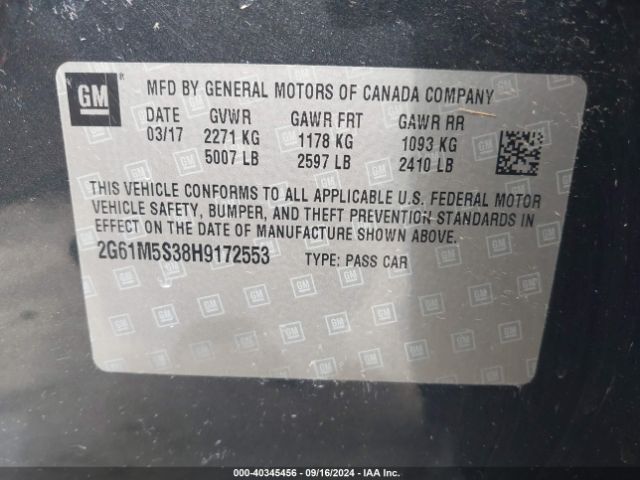 GM
MFD BY GENERAL MOTORS OF CANADA COMPANY
DATE GVWR GAWR FRT GAWR RR
03/17 2271 KG 1178 KG 1093 KG
5007 LB 2597 LB 2410 LB
THIS VEHICLE CONFORMS TO ALL APPLICABLE U.S. FEDERAL MOTOR
VEHICLE SAFETY, BUMPER, AND THEFT PREVENTION STANDARDS IN
EFFECT ON THE DATE OF MANUFACTURE SHOWN ABOVE.
2G61M5S38H9172553 TYPE: PASS CAR
000-40345456 - 09/16/2024 - IAA Inc.